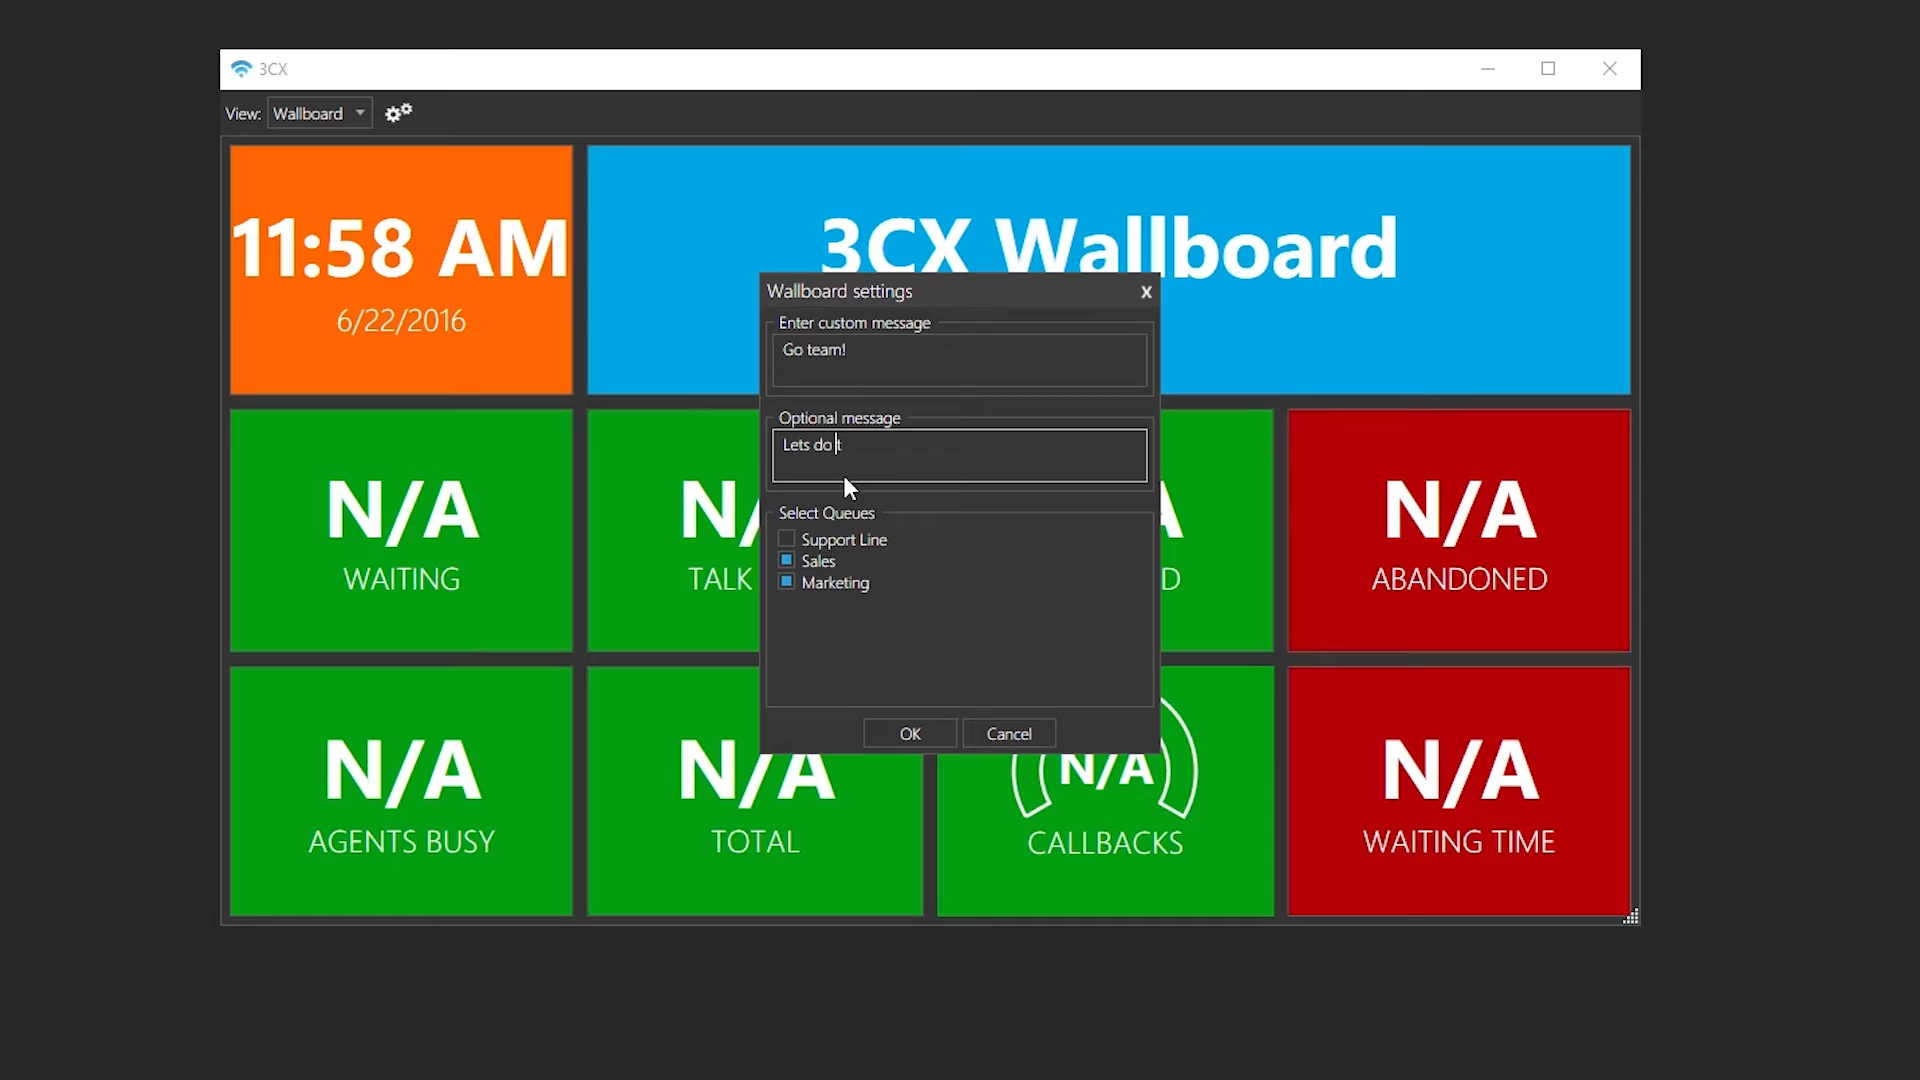 3CX
View: Wallboard
11:58 AM
6/22/2016
3CX Wallboard
Wallboard settings
X
Enter custom message
Go team!
Optional message
Lets do t
Select Queues
Support Line
Sales
Marketing
OK
Cancel
N/A
WAITING
TALK
D
N/A
ABANDONED
N/A
AGENTS BUSY
N/A
TOTAL
N/A
CALLBACKS
N/A
WAITING TIME